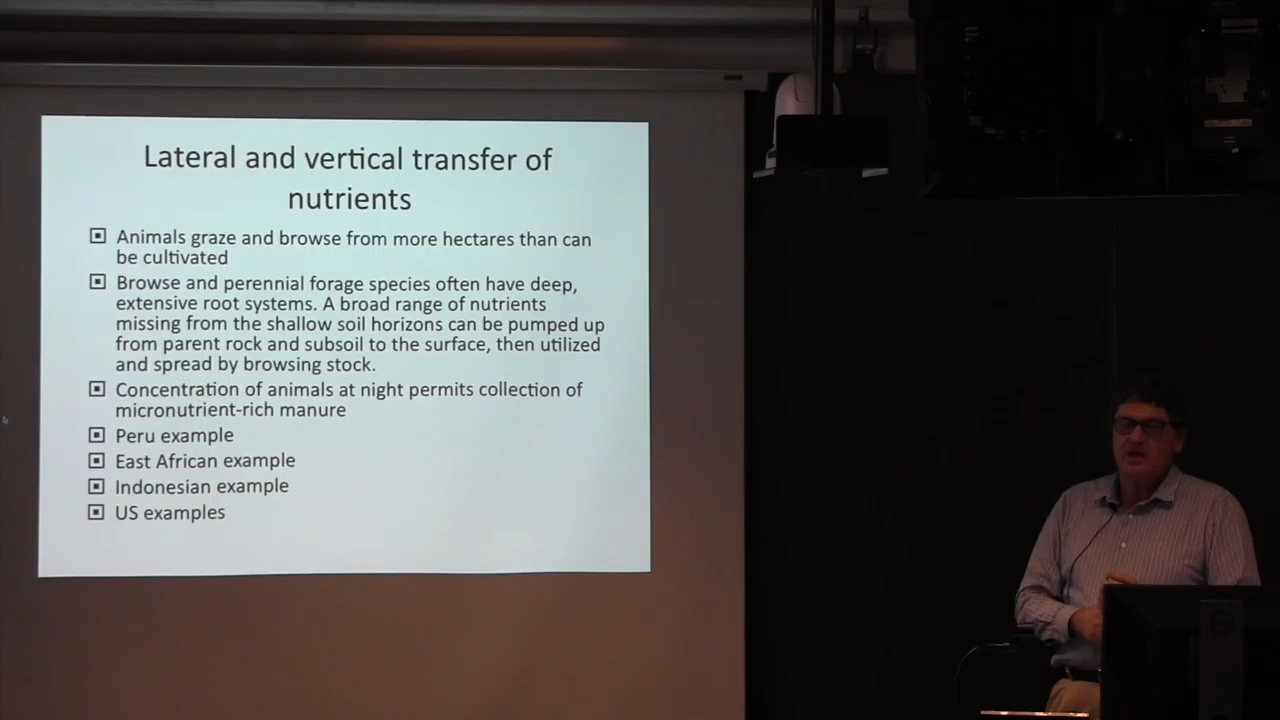 Lateral and vertical transfer of
nutrients
Animals graze and browse from more hectares than can
be cultivated
Browse and perennial forage species often have deep,
extensive root systems. A broad range of nutrients
missing from the shallow soil horizons can be pumped up
from parent rock and subsoil to the surface, then utilized
and spread by browsing stock.
Concentration of animals at night permits collection of
micronutrient-rich manure
Peru example
East African example
Indonesian example
US examples